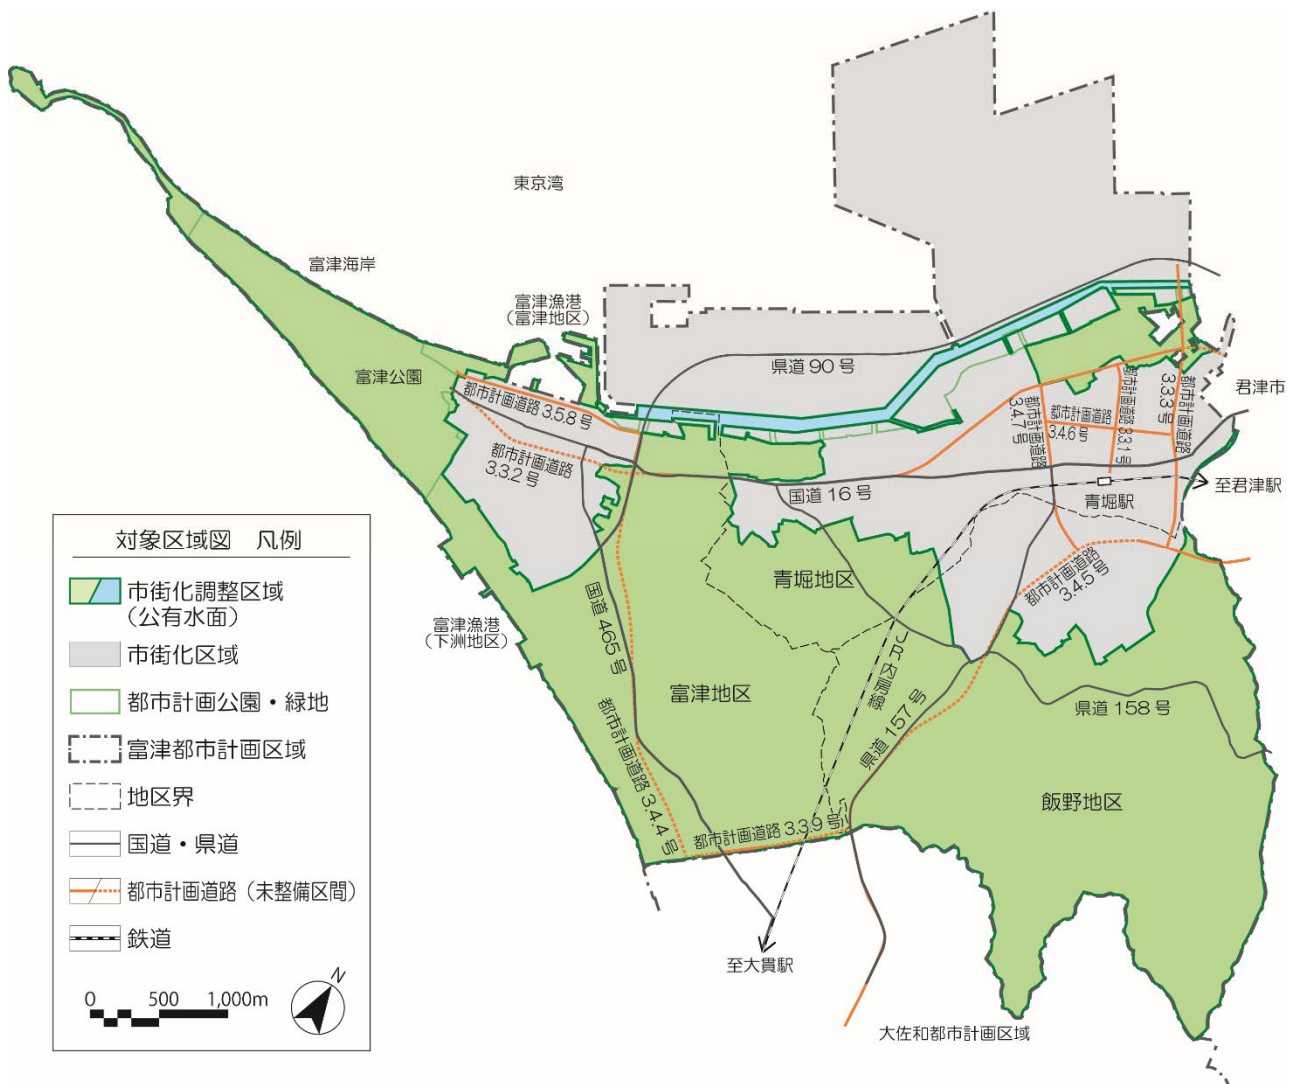 東京湾
富津海岸
富津漁港
（富津地区）
富津公園
県道 90 号
君津市
都市計画道路 3.5.8 号
都市計画道路
3.3.2 号
都市計画道路
3.4.7 号
都市計画道路
3.4.6号
都市計画道路 3.3.1 号
都市計画道路
3.3.3 号
国道 16 号
青堀駅
至君津駅
青堀地区
都市計画道路
3.4.5 号
国道 465 号
富津漁港
（下洲地区）
富津地区
JR内房線
県道 157 号
県道 158 号
都市計画道路 3.4.4 号
都市計画道路 3.3.9 号
飯野地区
至大貫駅
大佐和都市計画区域
対象区域図　凡例
市街化調整区域
（公有水面）
市街化区域
都市計画公園・緑地
富津都市計画区域
地区界
国道・県道
都市計画道路（未整備区間）
鉄道
0 500 1,000m
N